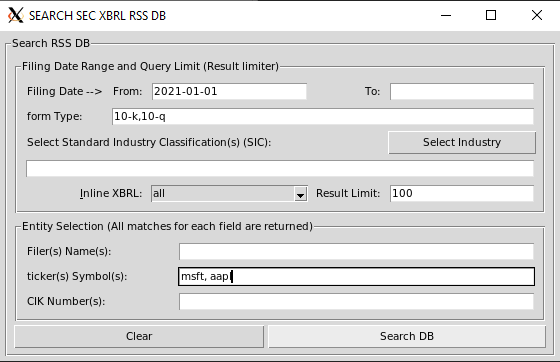 SEARCH SEC XBRL RSS DB
Search RSS DB
Filing Date Range and Query Limit (Result limiter)
Filing Date --> From: 2021-01-01 To:
form Type: 10-k,10-q
Select Standard Industry Classification(s) (SIC): Select Industry
Inline XBRL: all Result Limit: 100
Entity Selection (All matches for each field are returned)
Filer(s) Name(s):
ticker(s) Symbol(s): msft, aapl
CIK Number(s):
Clear Search DB